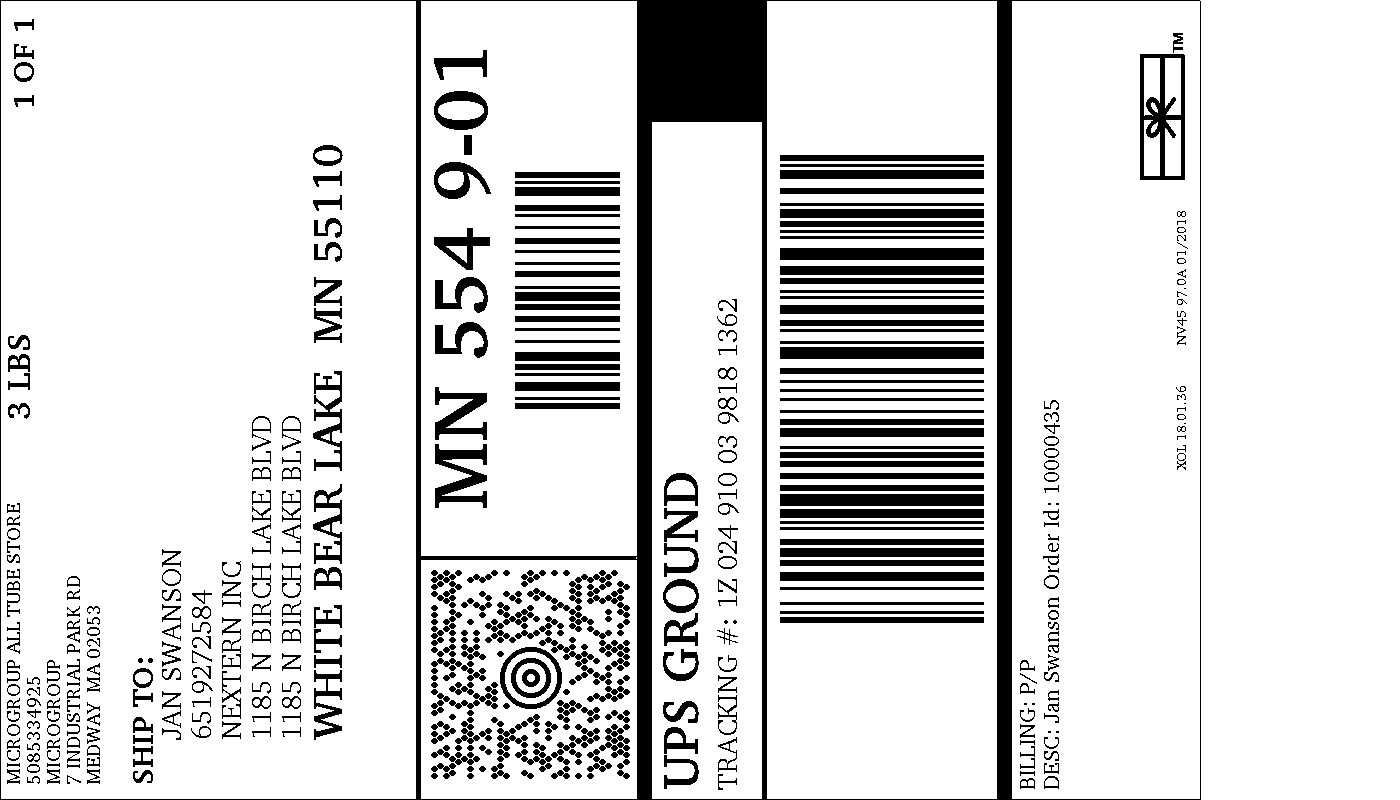 3 LBS
1 OF 1
MICROGROUP ALL TUBE STORE
5085334925
MICROGROUP
7 INDUSTRIAL PARK RD
MEDWAY  MA 02053
SHIP TO:
JAN SWANSON
6519272584
NEXTERN INC
1185 N BIRCH LAKE BLVD
1185 N BIRCH LAKE BLVD
WHITE BEAR LAKE  MN 55110
MN 554 9-01
UPS GROUND
TRACKING #: 1Z 024 910 03 9818 1362
BILLING: P/P
DESC: Jan Swanson Order Id: 10000435
XOL 18.01.36
NV45 97.0A 01/2018
TM